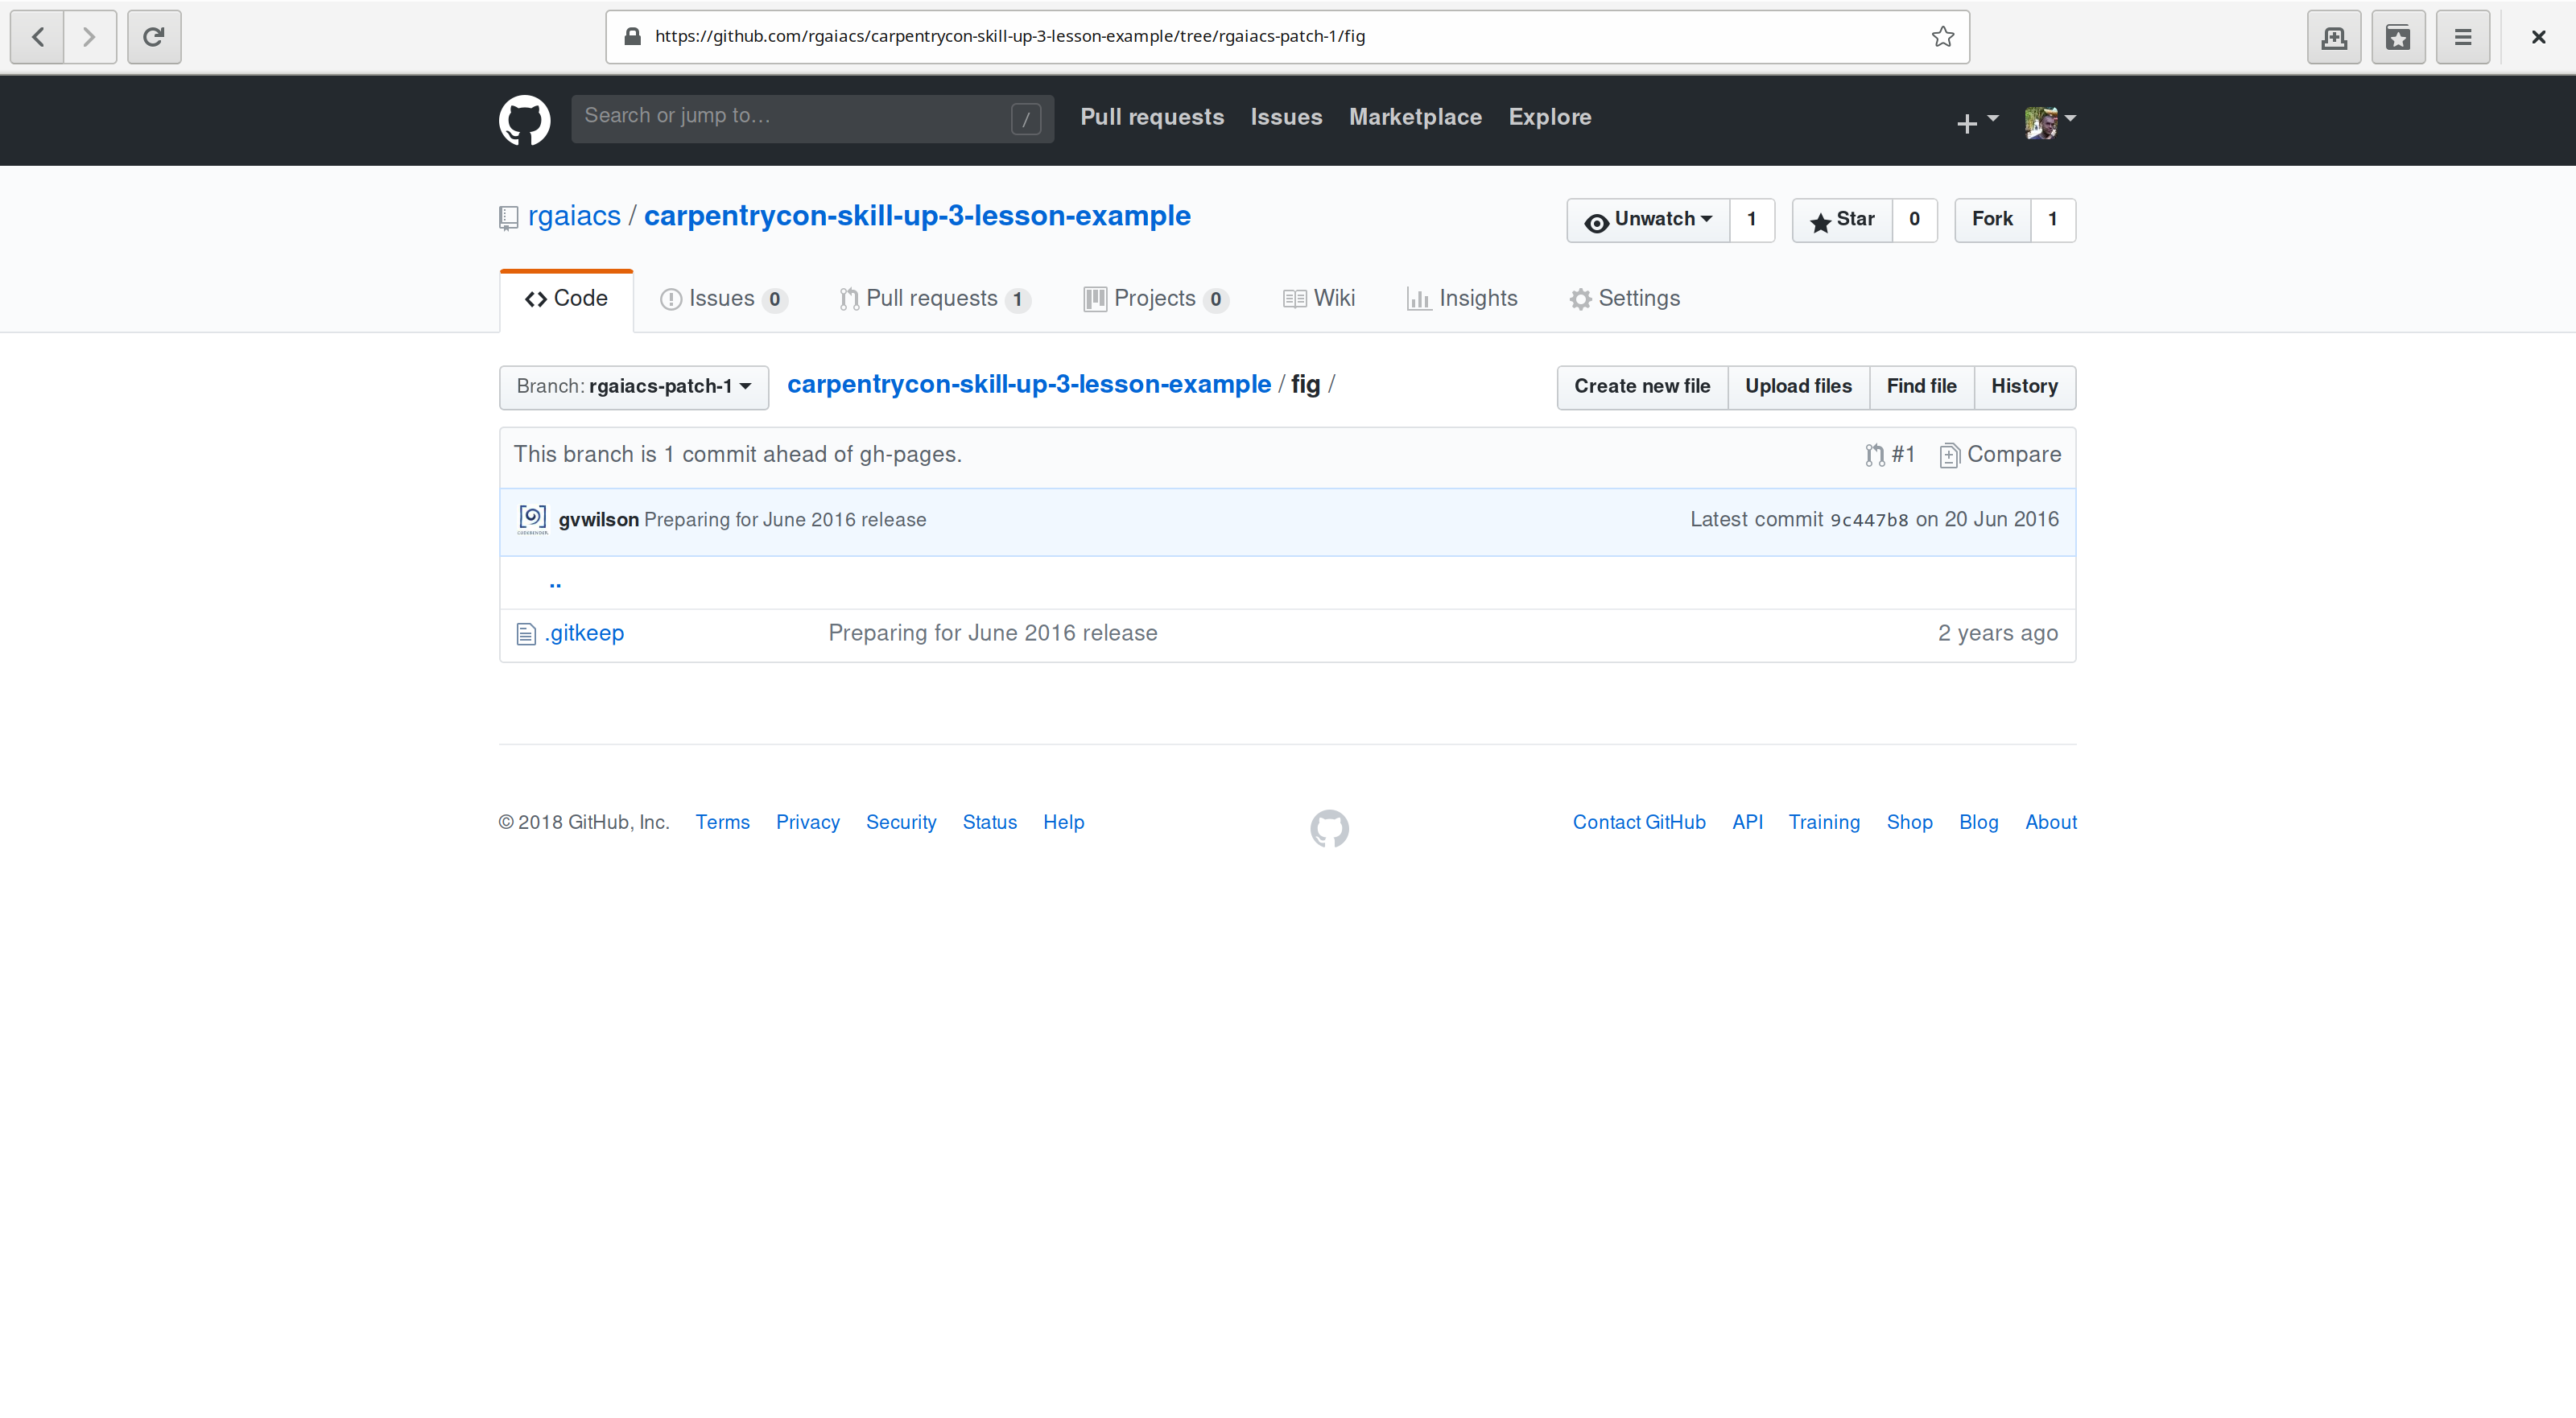 https://github.com/rgaiacs/carpentrycon-skill-up-3-lesson-example/tree/rgaiacs-patch-1/fig
Search or jump to… / Pull requests Issues Marketplace Explore
rgaiacs / carpentrycon-skill-up-3-lesson-example Unwatch 1 Star 0 Fork 1
Code Issues 0 Pull requests 1 Projects 0 Wiki Insights Settings
Branch: rgaiacs-patch-1 carpentrycon-skill-up-3-lesson-example / fig / Create new file Upload files Find file History
This branch is 1 commit ahead of gh-pages. #1 Compare
gvwilson Preparing for June 2016 release Latest commit 9c447b8 on 20 Jun 2016
..
.gitkeep Preparing for June 2016 release 2 years ago
© 2018 GitHub, Inc. Terms Privacy Security Status Help Contact GitHub API Training Shop Blog About